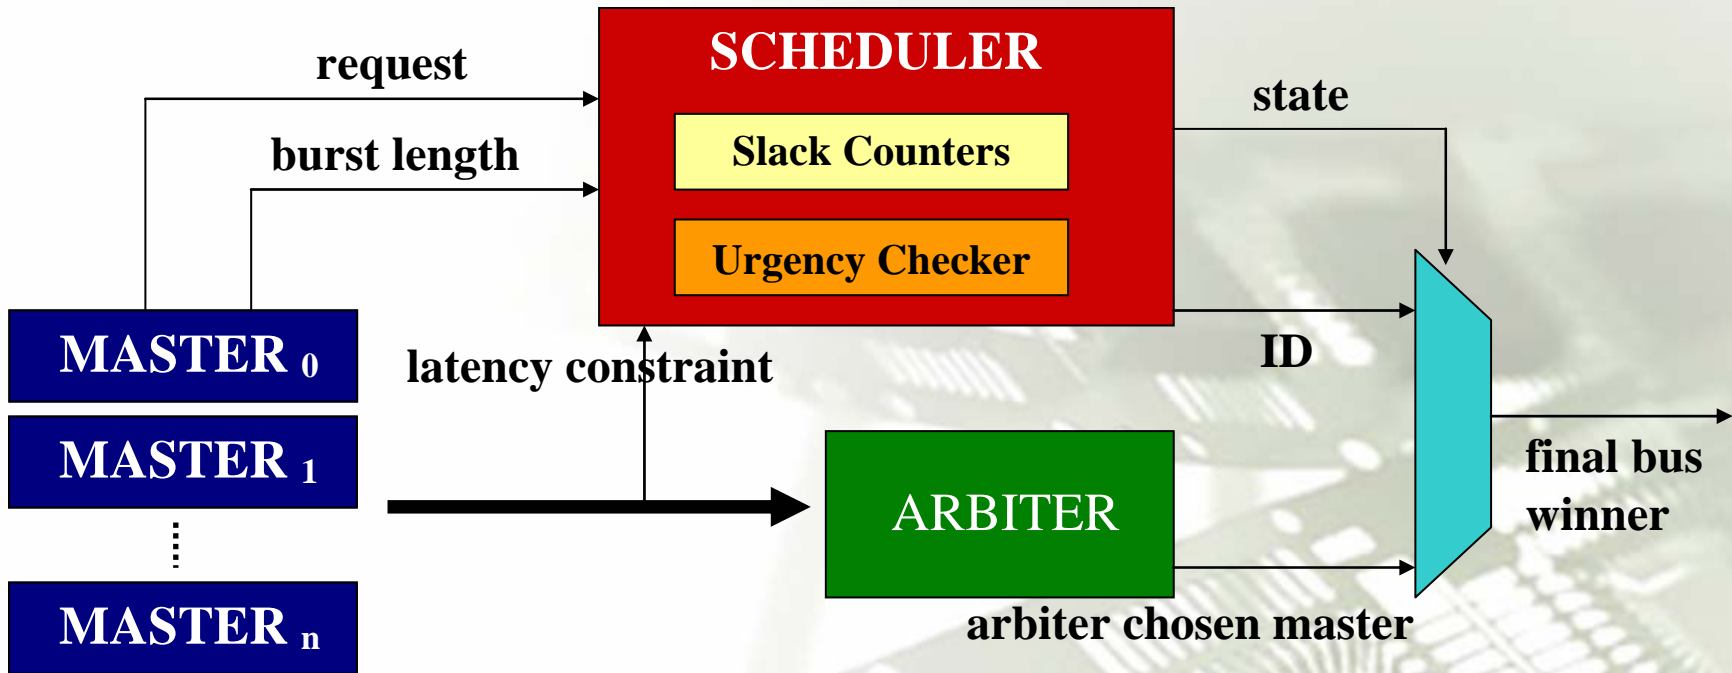 SCHEDULER
request
state
burst length
Slack Counters
Urgency Checker
MASTER 0
latency constraint
ID
MASTER 1
final bus
winner
ARBITER
MASTER n
arbiter chosen master